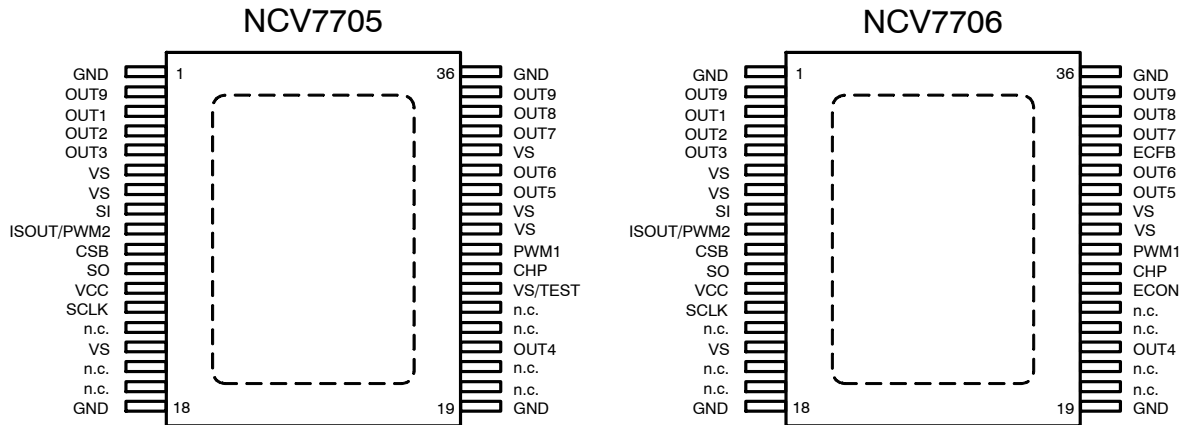 NCV7705
NCV7706
GND 1 36 GND
OUT9 OUT9
OUT1 OUT8
OUT2 OUT7
OUT3 VS
VS OUT6
VS OUT5
SI VS
ISOUT/PWM2 VS
CSB PWM1
SO CHP
VCC VS/TEST
SCLK n.c.
n.c. n.c.
VS OUT4
n.c. n.c.
n.c. n.c.
GND 18 19 GND
GND 1 36 GND
OUT9 OUT9
OUT1 OUT8
OUT2 OUT7
OUT3 ECFB
VS OUT6
VS OUT5
SI VS
ISOUT/PWM2 VS
CSB PWM1
SO CHP
VCC ECON
SCLK n.c.
n.c. n.c.
VS OUT4
n.c. n.c.
n.c. n.c.
GND 18 19 GND